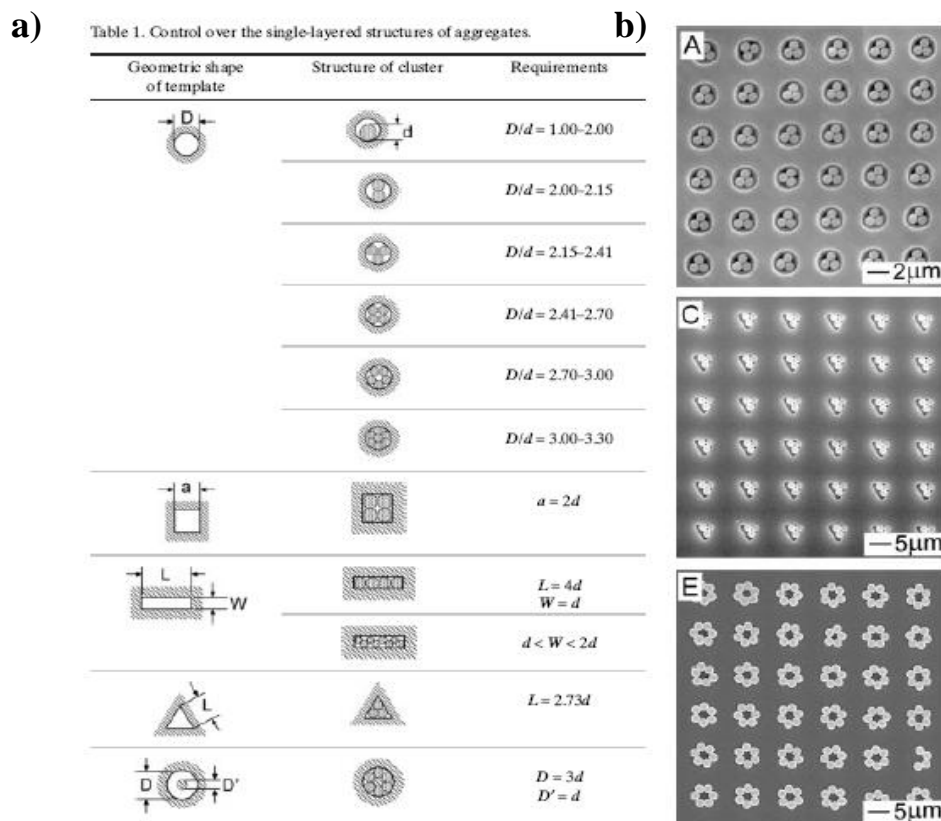 a)
b)
Table 1. Control over the single-layered structures of aggregates.
Geometric shape of template
Structure of cluster
Requirements
D
d
D/d = 1.00–2.00
D/d = 2.00–2.15
D/d = 2.15–2.41
D/d = 2.41–2.70
D/d = 2.70–3.00
D/d = 3.00–3.30
a
a = 2d
L
W
L = 4d
W = d
d < W < 2d
L
L = 2.73d
D
D'
D = 3d
D' = d
A
2μm
C
5μm
E
5μm